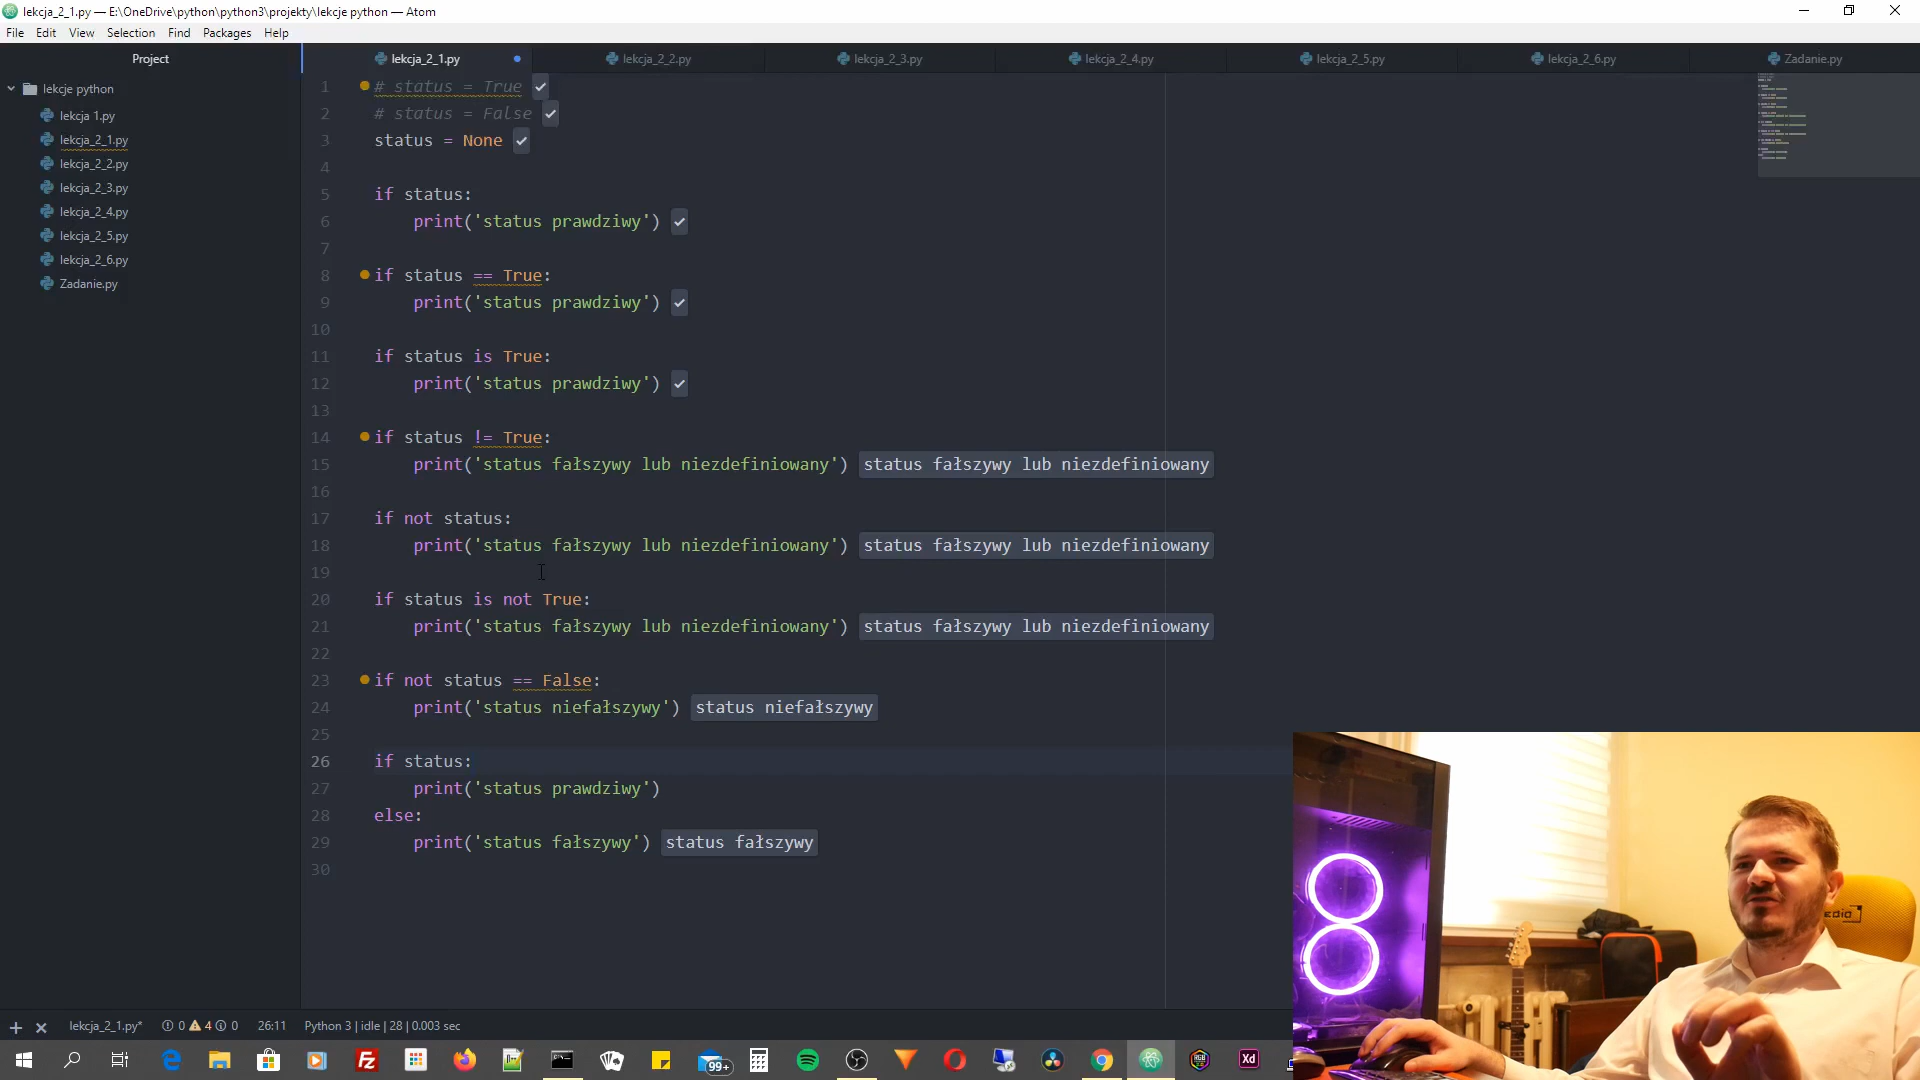 lekcja_2_1.py — E:\OneDrive\python\python3\projekty\lekcje python — Atom
File Edit View Selection Find Packages Help
Project
lekcje python
lekcja 1.py
lekcja_2_1.py
lekcja_2_2.py
lekcja_2_3.py
lekcja_2_4.py
lekcja_2_5.py
lekcja_2_6.py
Zadanie.py
lekcja_2_1.py lekcja_2_2.py lekcja_2_3.py lekcja_2_4.py lekcja_2_5.py lekcja_2_6.py Zadanie.py
1 # status = True
2 # status = False
3 status = None
4
5 if status:
6 print('status prawdziwy')
7
8 if status == True:
9 print('status prawdziwy')
10
11 if status is True:
12 print('status prawdziwy')
13
14 if status != True:
15 print('status fałszywy lub niezdefiniowany') status fałszywy lub niezdefiniowany
16
17 if not status:
18 print('status fałszywy lub niezdefiniowany') status fałszywy lub niezdefiniowany
19
20 if status is not True:
21 print('status fałszywy lub niezdefiniowany') status fałszywy lub niezdefiniowany
22
23 if not status == False:
24 print('status niefałszywy') status niefałszywy
25
26 if status:
27 print('status prawdziwy')
28 else:
29 print('status fałszywy') status fałszywy
30
lekcja_2_1.py* 0 4 0 26:11 Python 3 | idle | 28 | 0.003 sec
99+
Xd